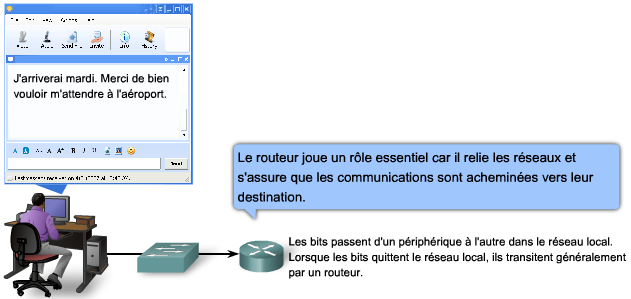 Info
History
J'arriverai mardi. Merci de bien
vouloir m'attendre à l'aéroport.
Le routeur joue un rôle essentiel car il relie les réseaux et
s'assure que les communications sont acheminées vers leur
destination.
Les bits passent d'un périphérique à l'autre dans le réseau local.
Lorsque les bits quittent le réseau local, ils transitent généralement
par un routeur.